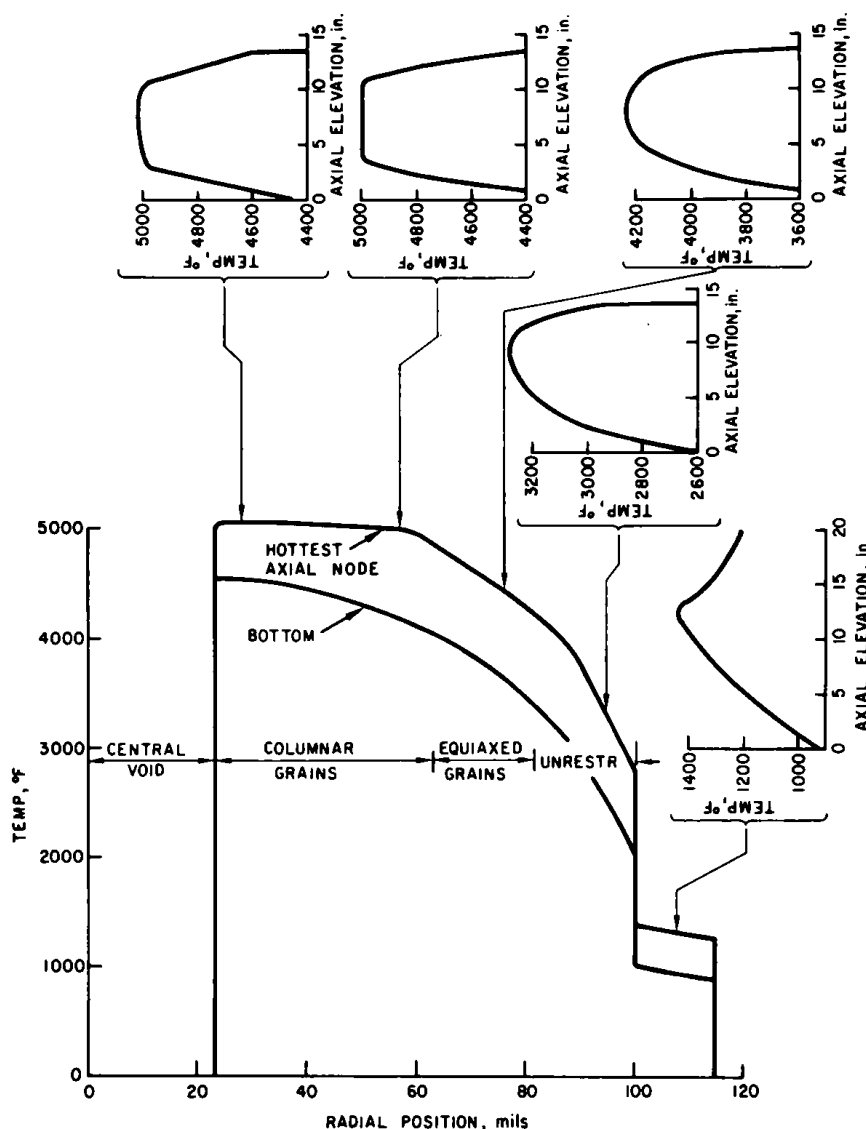 5000
4800
4600
4400
TEMP, °F
0
5
10
15
AXIAL ELEVATION, in.
5000
4800
4600
4400
TEMP, °F
0
5
10
15
AXIAL ELEVATION, in.
4200
4000
3800
3600
TEMP, °F
0
5
10
15
AXIAL ELEVATION, in.
3200
3000
2800
2600
TEMP, °F
0
5
10
15
AXIAL ELEVATION, in.
1400
1200
1000
TEMP, °F
0
5
10
15
20
AXIAL ELEVATION, in
TEMP, °F
5000
4000
3000
2000
1000
0
HOTTEST
AXIAL NODE
BOTTOM
CENTRAL
VOID
COLUMNAR
GRAINS
EQUIAXED
GRAINS
UNRESTR
0 20 40 60 80 100 120
RADIAL POSITION, mils